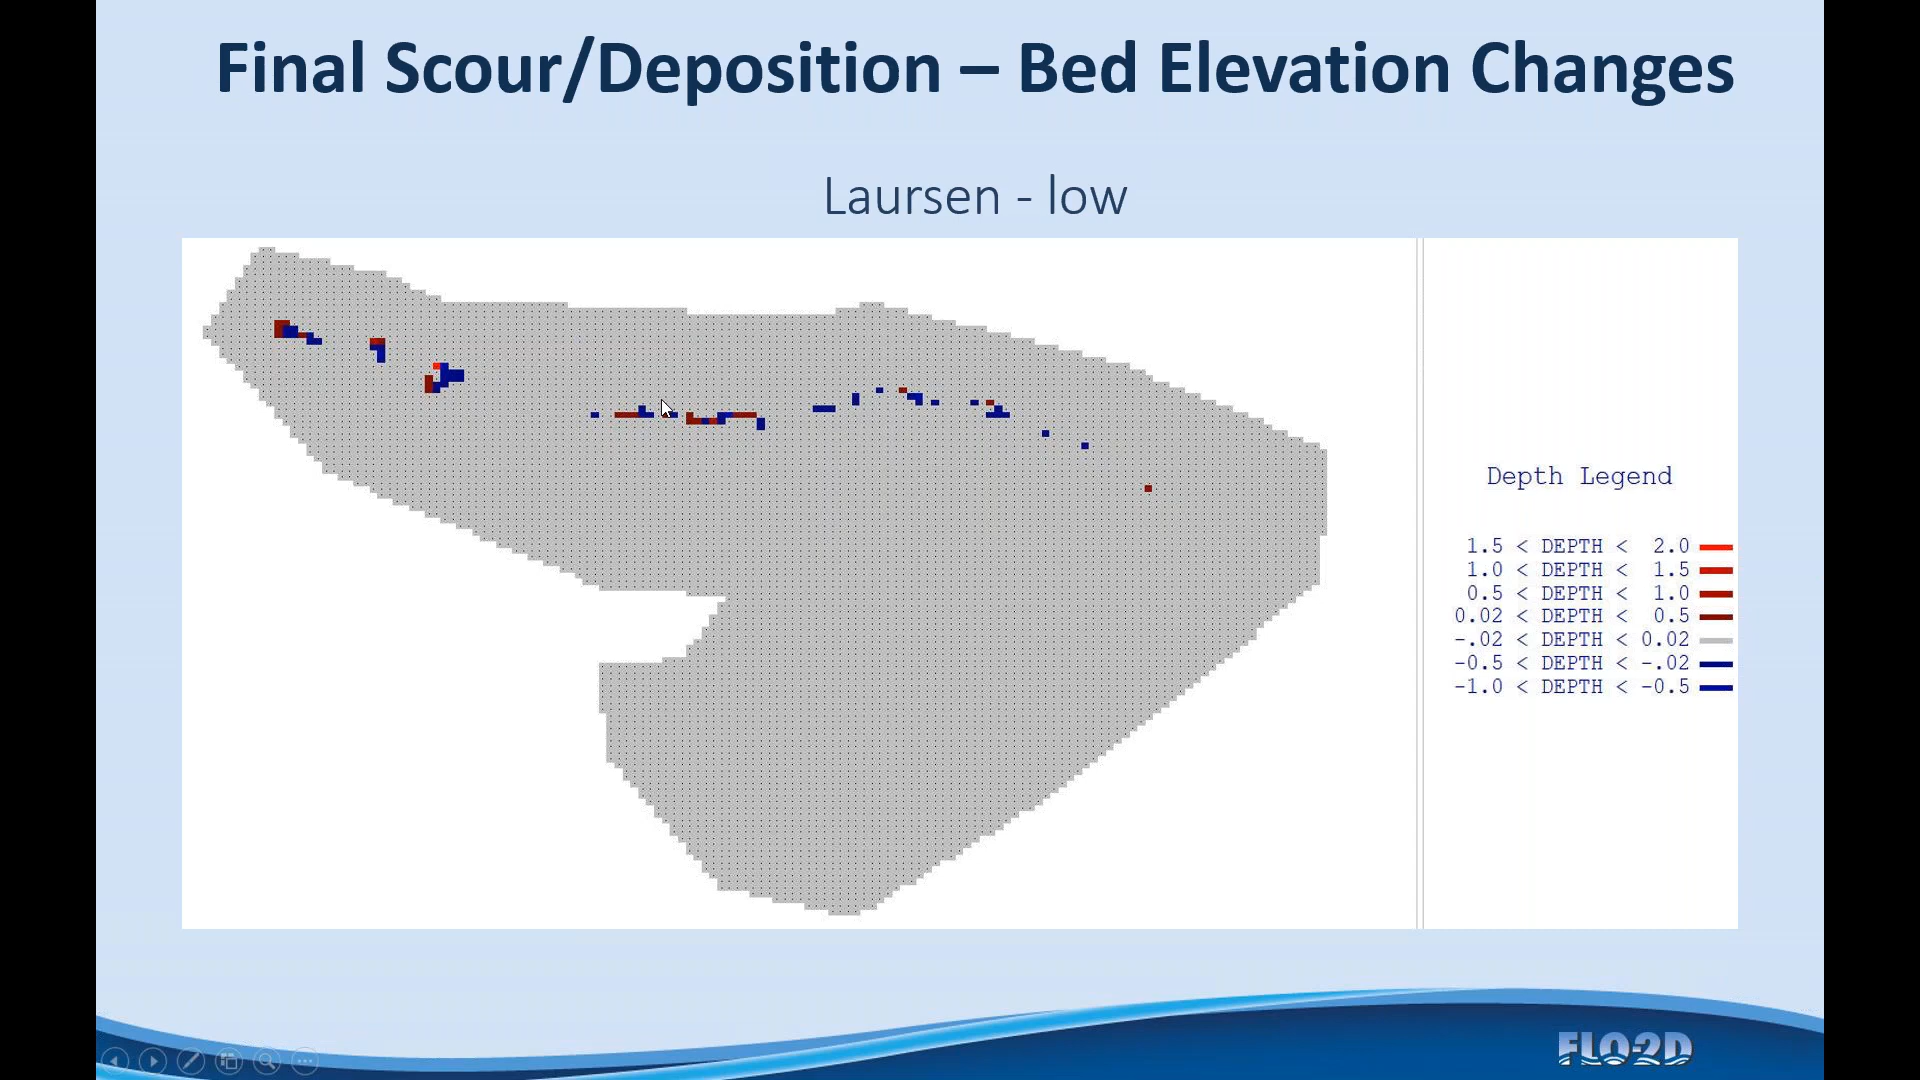 Final Scour/Deposition – Bed Elevation Changes
Laursen - low
Depth Legend
1.5 < DEPTH < 2.0
1.0 < DEPTH < 1.5
0.5 < DEPTH < 1.0
0.02 < DEPTH < 0.5
-.02 < DEPTH < 0.02
-0.5 < DEPTH < -.02
-1.0 < DEPTH < -0.5
FLO-2D